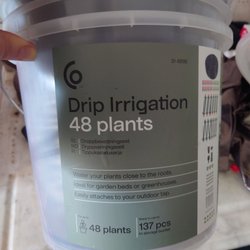 Drip Irrigation
48 plants
Water your plants close to the roots.
Ideal for garden beds or greenhouses.
Easily attaches to your outdoor tap.
48 plants
137 pcs